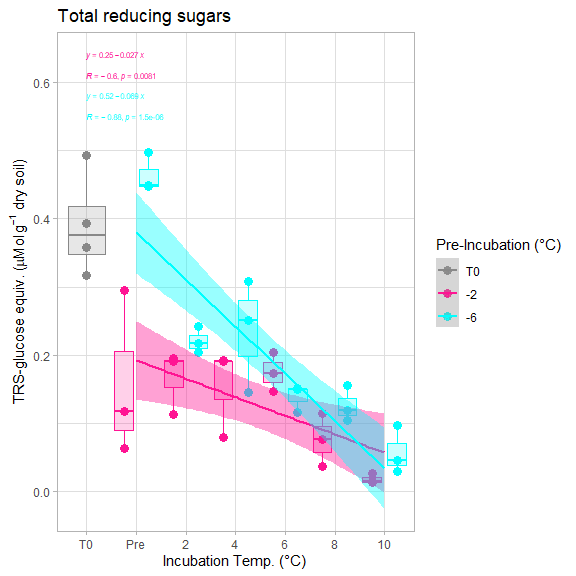 Total reducing sugars
y = 0.25 − 0.027 x
R = − 0.6, p = 0.0081
y = 0.52 − 0.069 x
R = − 0.88, p = 1.5e-06
0.6
0.4
0.2
0.0
TRS-glucose equiv. (µMol g⁻¹ dry soil)
T0 Pre 2 4 6 8 10
Incubation Temp. (°C)
Pre-Incubation (°C)
T0
-2
-6